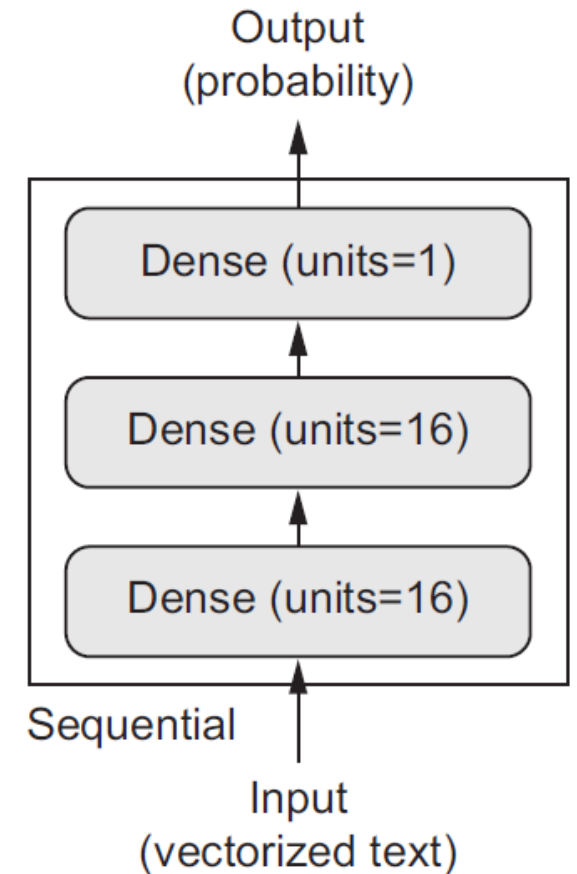 Output
(probability)
Dense (units=1)
Dense (units=16)
Dense (units=16)
Sequential
Input
(vectorized text)